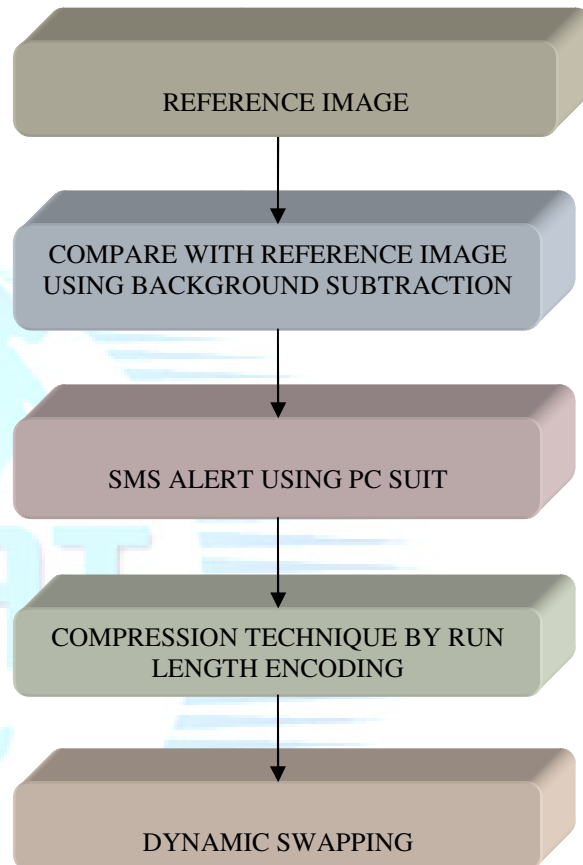 REFERENCE IMAGE
COMPARE WITH REFERENCE IMAGE
USING BACKGROUND SUBTRACTION
SMS ALERT USING PC SUIT
COMPRESSION TECHNIQUE BY RUN
LENGTH ENCODING
DYNAMIC SWAPPING